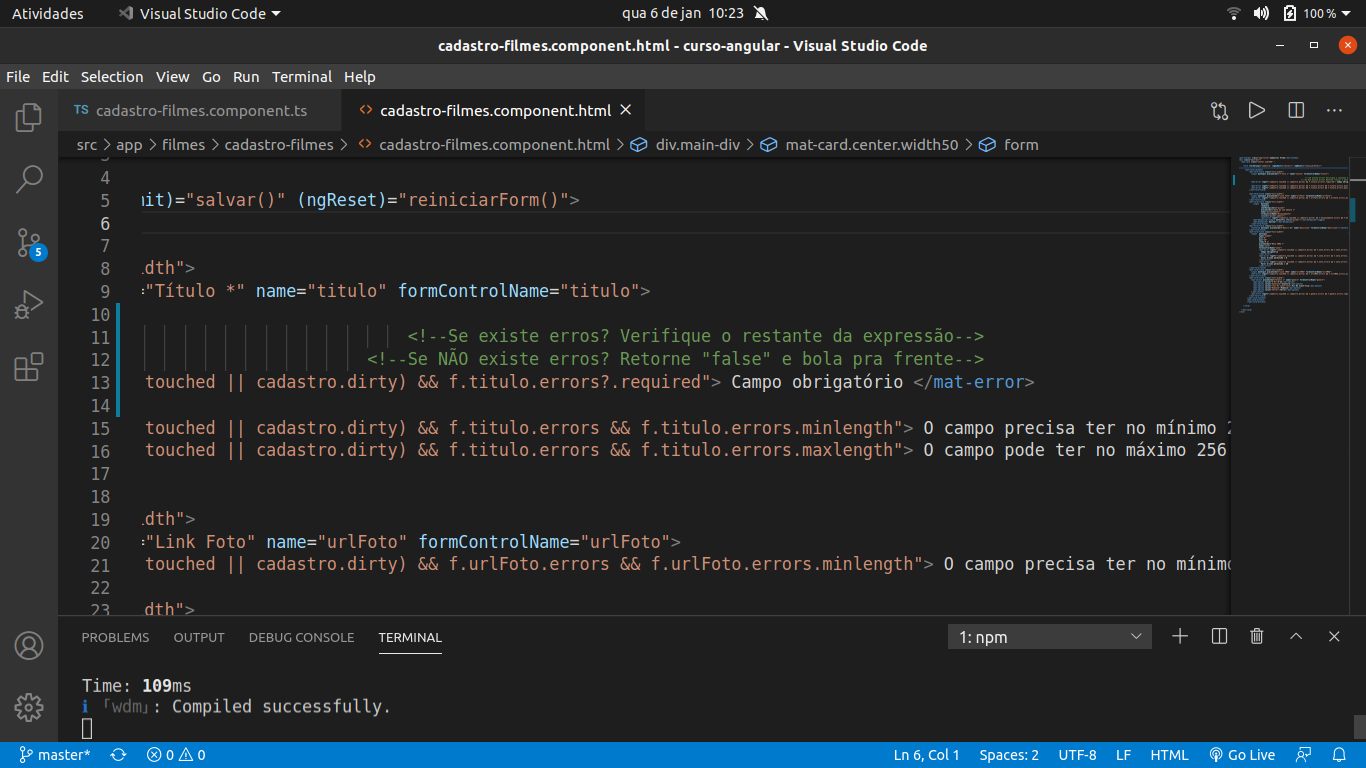 Atividades
Visual Studio Code
qua 6 de jan 10:23
100 %
cadastro-filmes.component.html - curso-angular - Visual Studio Code
File Edit Selection View Go Run Terminal Help
TS cadastro-filmes.component.ts
<> cadastro-filmes.component.html
src > app > filmes > cadastro-filmes > <> cadastro-filmes.component.html > div.main-div > mat-card.center.width50 > form
3
4
5 nit)="salvar()" (ngReset)="reiniciarForm()">
6
7
8 idth">
9 ="Título *" name="titulo" formControlName="titulo">
10
11 <!--Se existe erros? Verifique o restante da expressão-->
12 <!--Se NÃO existe erros? Retorne "false" e bola pra frente-->
13 touched || cadastro.dirty) && f.titulo.errors?.required"> Campo obrigatório </mat-error>
14
15 touched || cadastro.dirty) && f.titulo.errors && f.titulo.errors.minlength"> O campo precisa ter no mínimo 2
16 touched || cadastro.dirty) && f.titulo.errors && f.titulo.errors.maxlength"> O campo pode ter no máximo 256
17
18
19 idth">
20 ="Link Foto" name="urlFoto" formControlName="urlFoto">
21 touched || cadastro.dirty) && f.urlFoto.errors && f.urlFoto.errors.minlength"> O campo precisa ter no mínimo
22
23 dth">
5
PROBLEMS OUTPUT DEBUG CONSOLE TERMINAL
1: npm
Time: 109ms
ℹ 「wdm」: Compiled successfully.
master* 0 0
Ln 6, Col 1 Spaces: 2 UTF-8 LF HTML Go Live